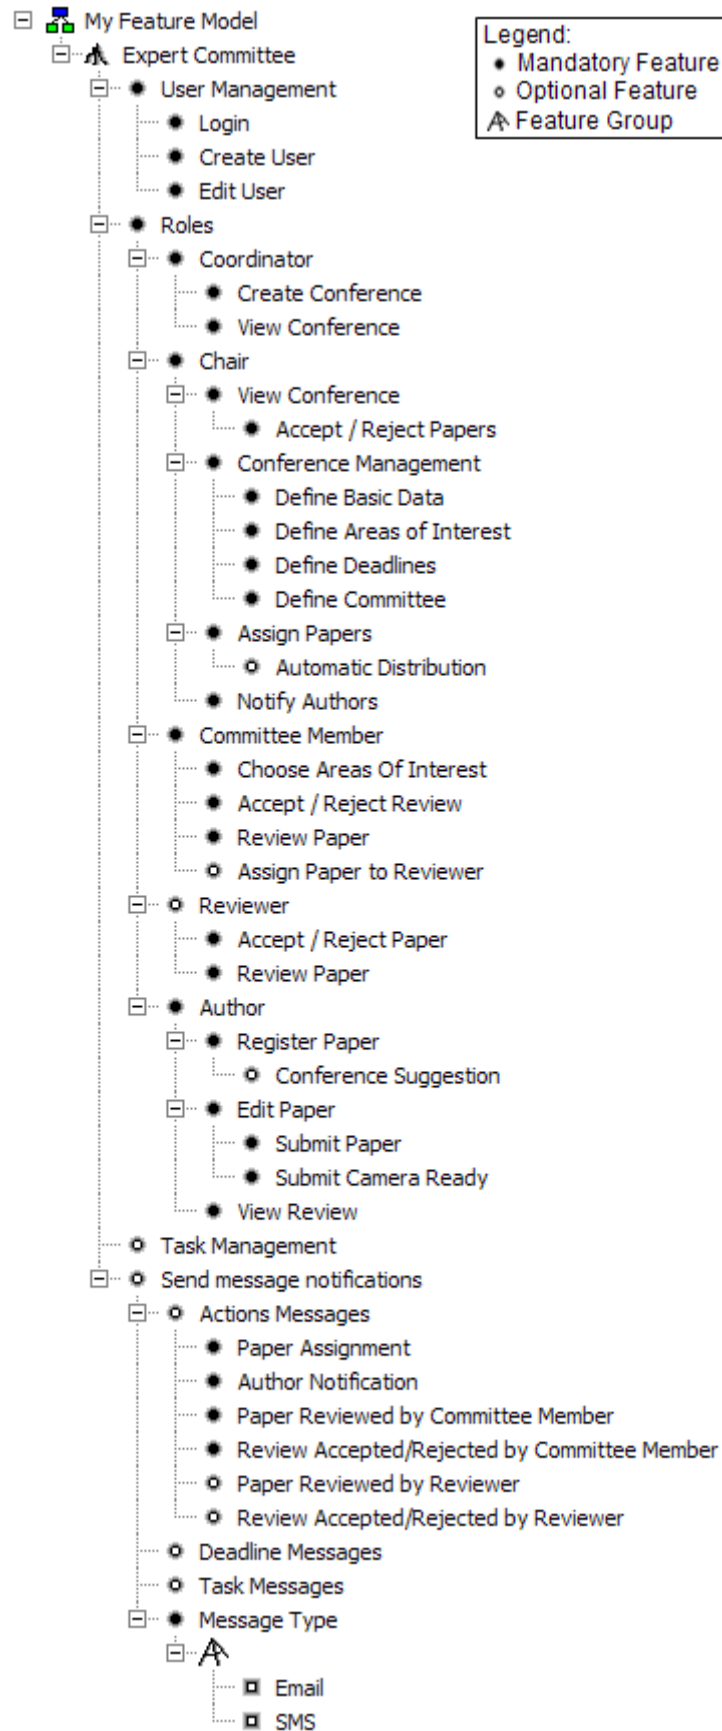 My Feature Model
Expert Committee
Legend:
Mandatory Feature
Optional Feature
Feature Group
User Management
Login
Create User
Edit User
Roles
Coordinator
Create Conference
View Conference
Chair
View Conference
Accept / Reject Papers
Conference Management
Define Basic Data
Define Areas of Interest
Define Deadlines
Define Committee
Assign Papers
Automatic Distribution
Notify Authors
Committee Member
Choose Areas Of Interest
Accept / Reject Review
Review Paper
Assign Paper to Reviewer
Reviewer
Accept / Reject Paper
Review Paper
Author
Register Paper
Conference Suggestion
Edit Paper
Submit Paper
Submit Camera Ready
View Review
Task Management
Send message notifications
Actions Messages
Paper Assignment
Author Notification
Paper Reviewed by Committee Member
Review Accepted/Rejected by Committee Member
Paper Reviewed by Reviewer
Review Accepted/Rejected by Reviewer
Deadline Messages
Task Messages
Message Type
Email
SMS